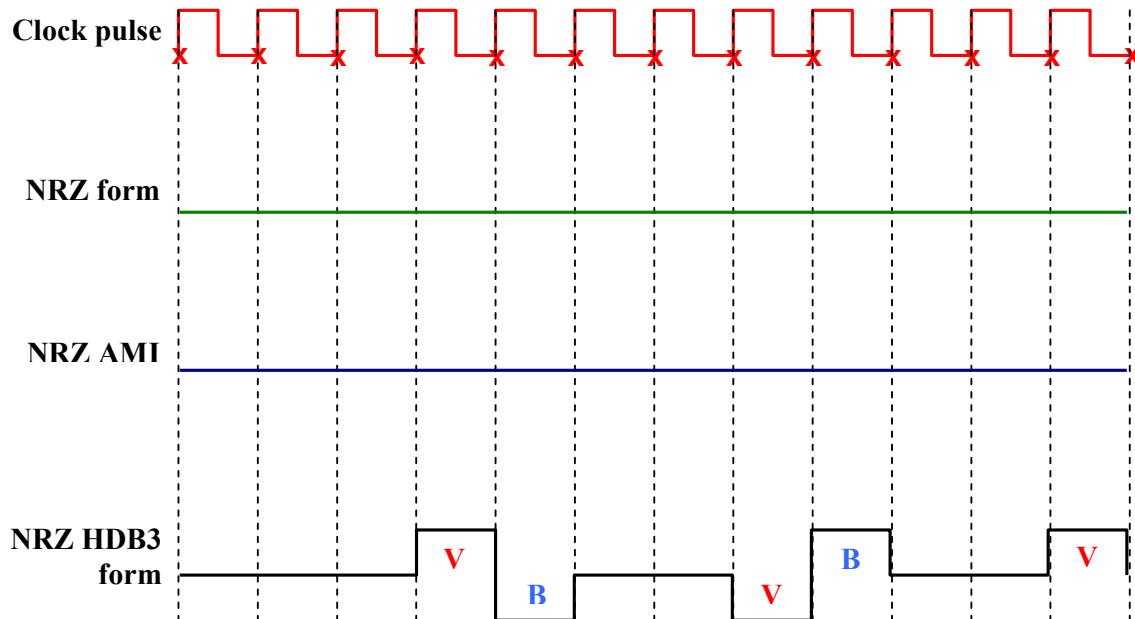 Clock pulse
X X X X X X X X X X X X X
NRZ form
NRZ AMI
NRZ HDB3
form
V B V B V